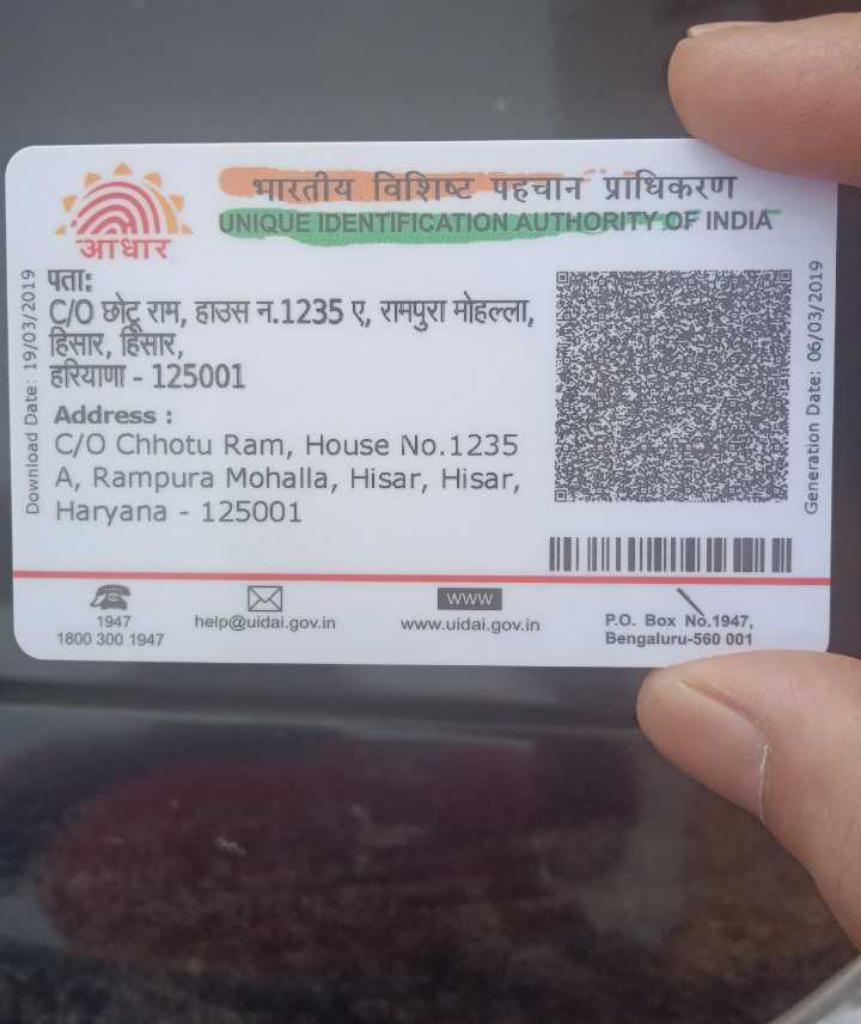 भारतीय विशिष्ट पहचान प्राधिकरण
UNIQUE IDENTIFICATION AUTHORITY OF INDIA
आधार
Download Date: 19/03/2019
पता:
C/O छोटू राम, हाउस न.1235 ए, रामपुरा मोहल्ला,
हिसार, हिसार,
हरियाणा - 125001
Address :
C/O Chhotu Ram, House No.1235
A, Rampura Mohalla, Hisar, Hisar,
Haryana - 125001
Generation Date: 06/03/2019
1947
1800 300 1947
help@uidai.gov.in
www
www.uidai.gov.in
P.O. Box No.1947,
Bengaluru-560 001